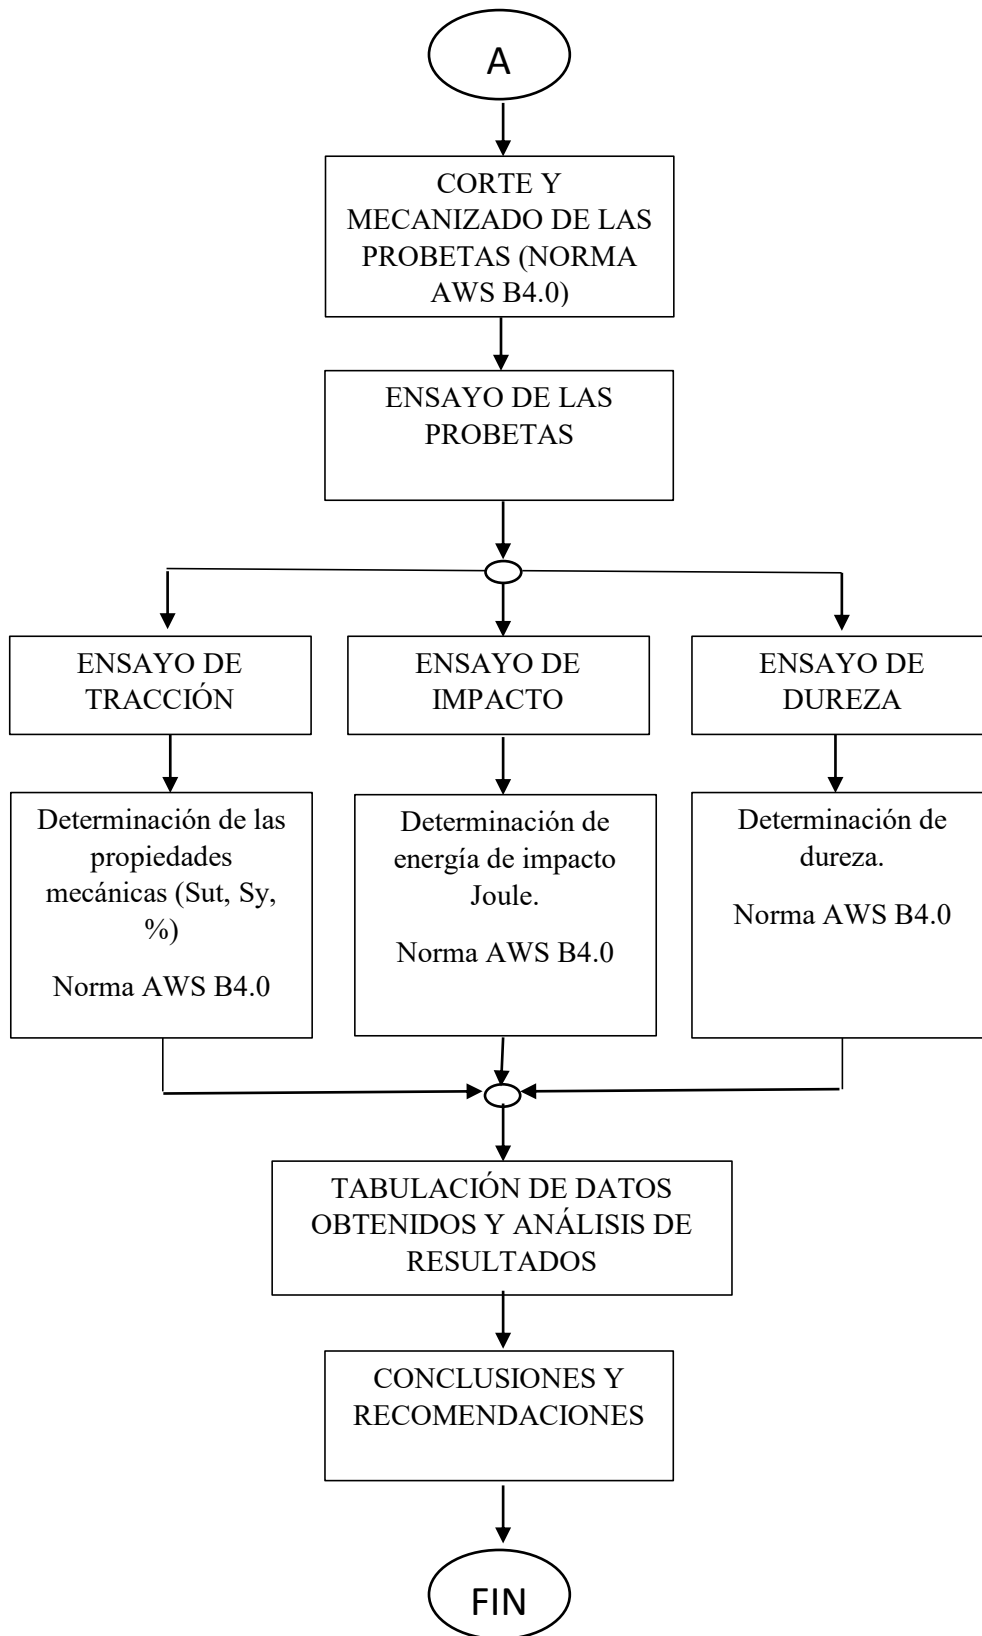 A
CORTE Y
MECANIZADO DE LAS
PROBETAS (NORMA
AWS B4.0)
ENSAYO DE LAS
PROBETAS
ENSAYO DE
TRACCIÓN
ENSAYO DE
IMPACTO
ENSAYO DE
DUREZA
Determinación de las
propiedades
mecánicas (Sut, Sy,
%)
Norma AWS B4.0
Determinación de
energía de impacto
Joule.
Norma AWS B4.0
Determinación de
dureza.
Norma AWS B4.0
TABULACIÓN DE DATOS
OBTENIDOS Y ANÁLISIS DE
RESULTADOS
CONCLUSIONES Y
RECOMENDACIONES
FIN